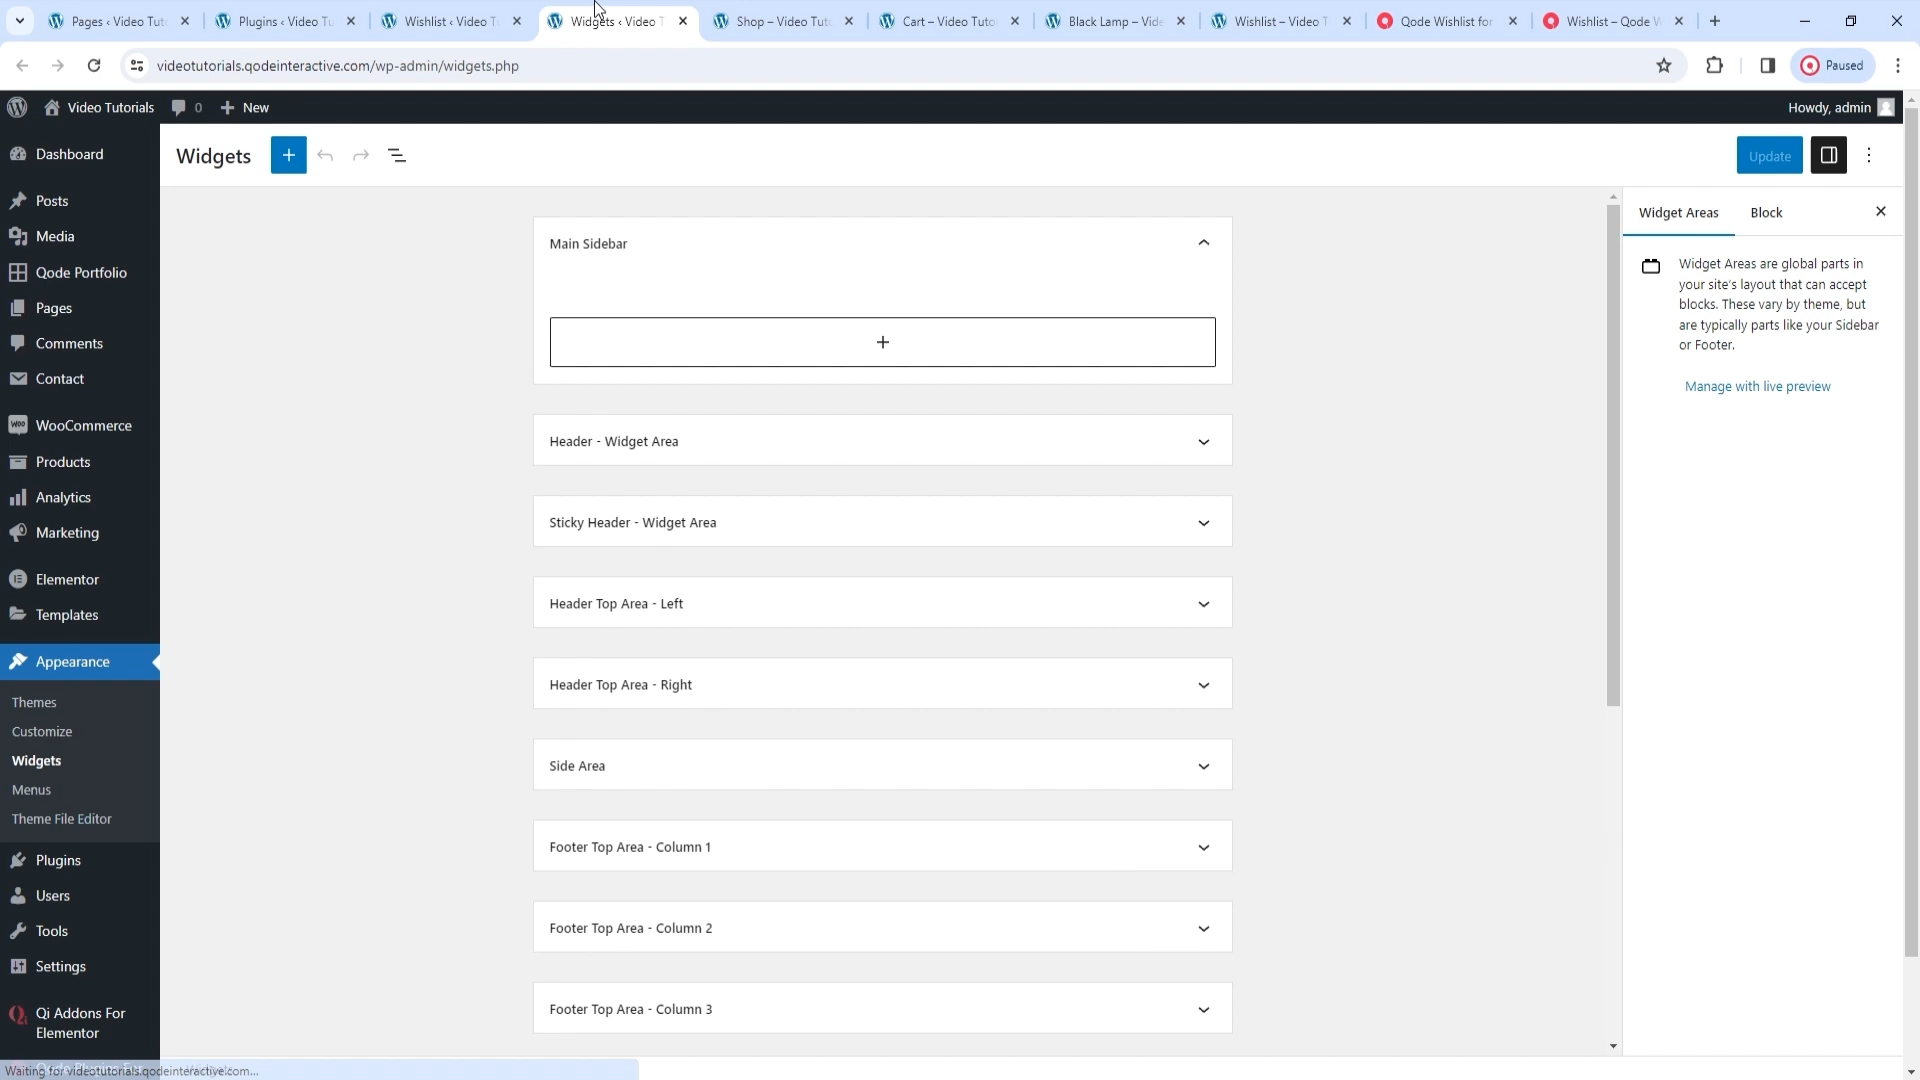 Pages ‹ Video Tut
Plugins ‹ Video Tu
Wishlist ‹ Video T
Widgets ‹ Video T
Shop – Video Tuto
Cart – Video Tuto
Black Lamp – Vide
Wishlist – Video T
Qode Wishlist for
Wishlist – Qode W
videotutorials.qodeinteractive.com/wp-admin/widgets.php
Paused
Video Tutorials
0
New
Howdy, admin
Dashboard
Posts
Media
Qode Portfolio
Pages
Comments
Contact
WooCommerce
Products
Analytics
Marketing
Elementor
Templates
Appearance
Themes
Customize
Widgets
Menus
Theme File Editor
Plugins
Users
Tools
Settings
Qi Addons For
Elementor
Widgets
Update
Main Sidebar
Header - Widget Area
Sticky Header - Widget Area
Header Top Area - Left
Header Top Area - Right
Side Area
Footer Top Area - Column 1
Footer Top Area - Column 2
Footer Top Area - Column 3
Widget Areas
Block
Widget Areas are global parts in
your site's layout that can accept
blocks. These vary by theme, but
are typically parts like your Sidebar
or Footer.
Manage with live preview
Waiting for videotutorials.qodeinteractive.com...